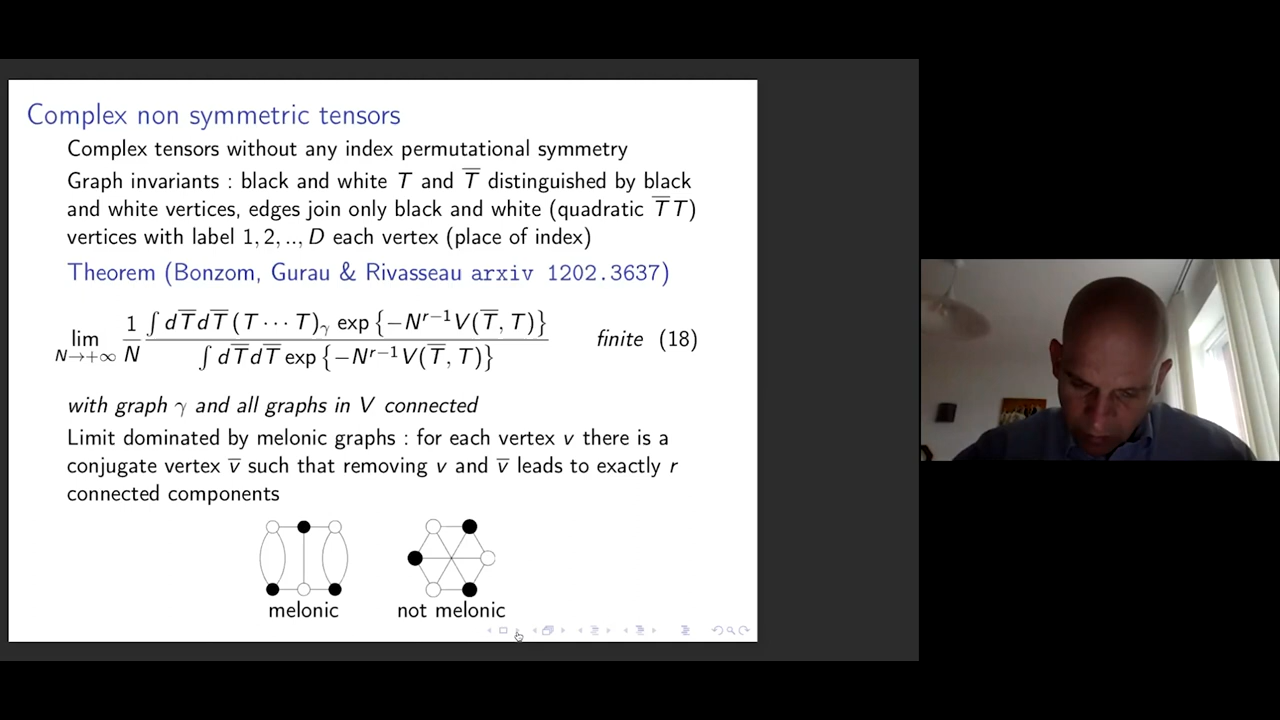 Complex non symmetric tensors
Complex tensors without any index permutational symmetry
Graph invariants : black and white T and T̅ distinguished by black
and white vertices, edges join only black and white (quadratic T̅ T)
vertices with label 1, 2, .., D each vertex (place of index)
Theorem (Bonzom, Gurau & Rivasseau arxiv 1202.3637)
lim_{N→+∞} 1/N ∫ dT̅dT̅ (T ··· T)_γ exp {−N^{r−1}V(T̅, T)} / ∫ dT̅dT̅ exp {−N^{r−1}V(T̅, T)} finite (18)
with graph γ and all graphs in V connected
Limit dominated by melonic graphs : for each vertex v there is a
conjugate vertex v̅ such that removing v and v̅ leads to exactly r
connected components
melonic not melonic